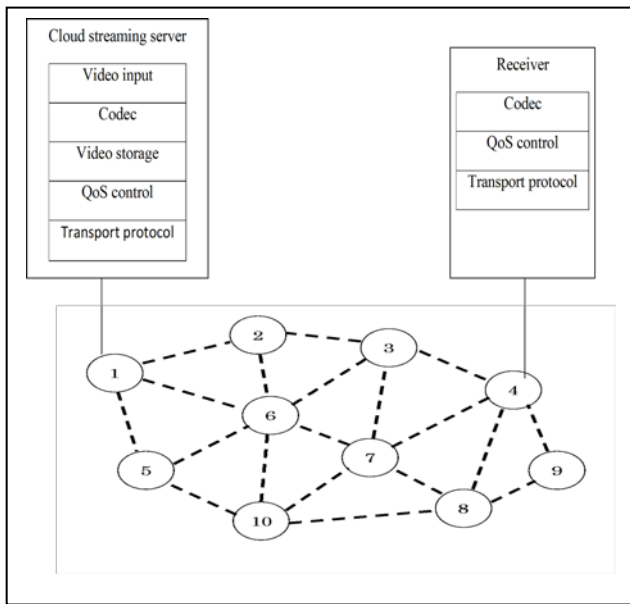 Cloud streaming server
Video input
Codec
Video storage
QoS control
Transport protocol
Receiver
Codec
QoS control
Transport protocol
1
2
3
4
5
6
7
8
9
10